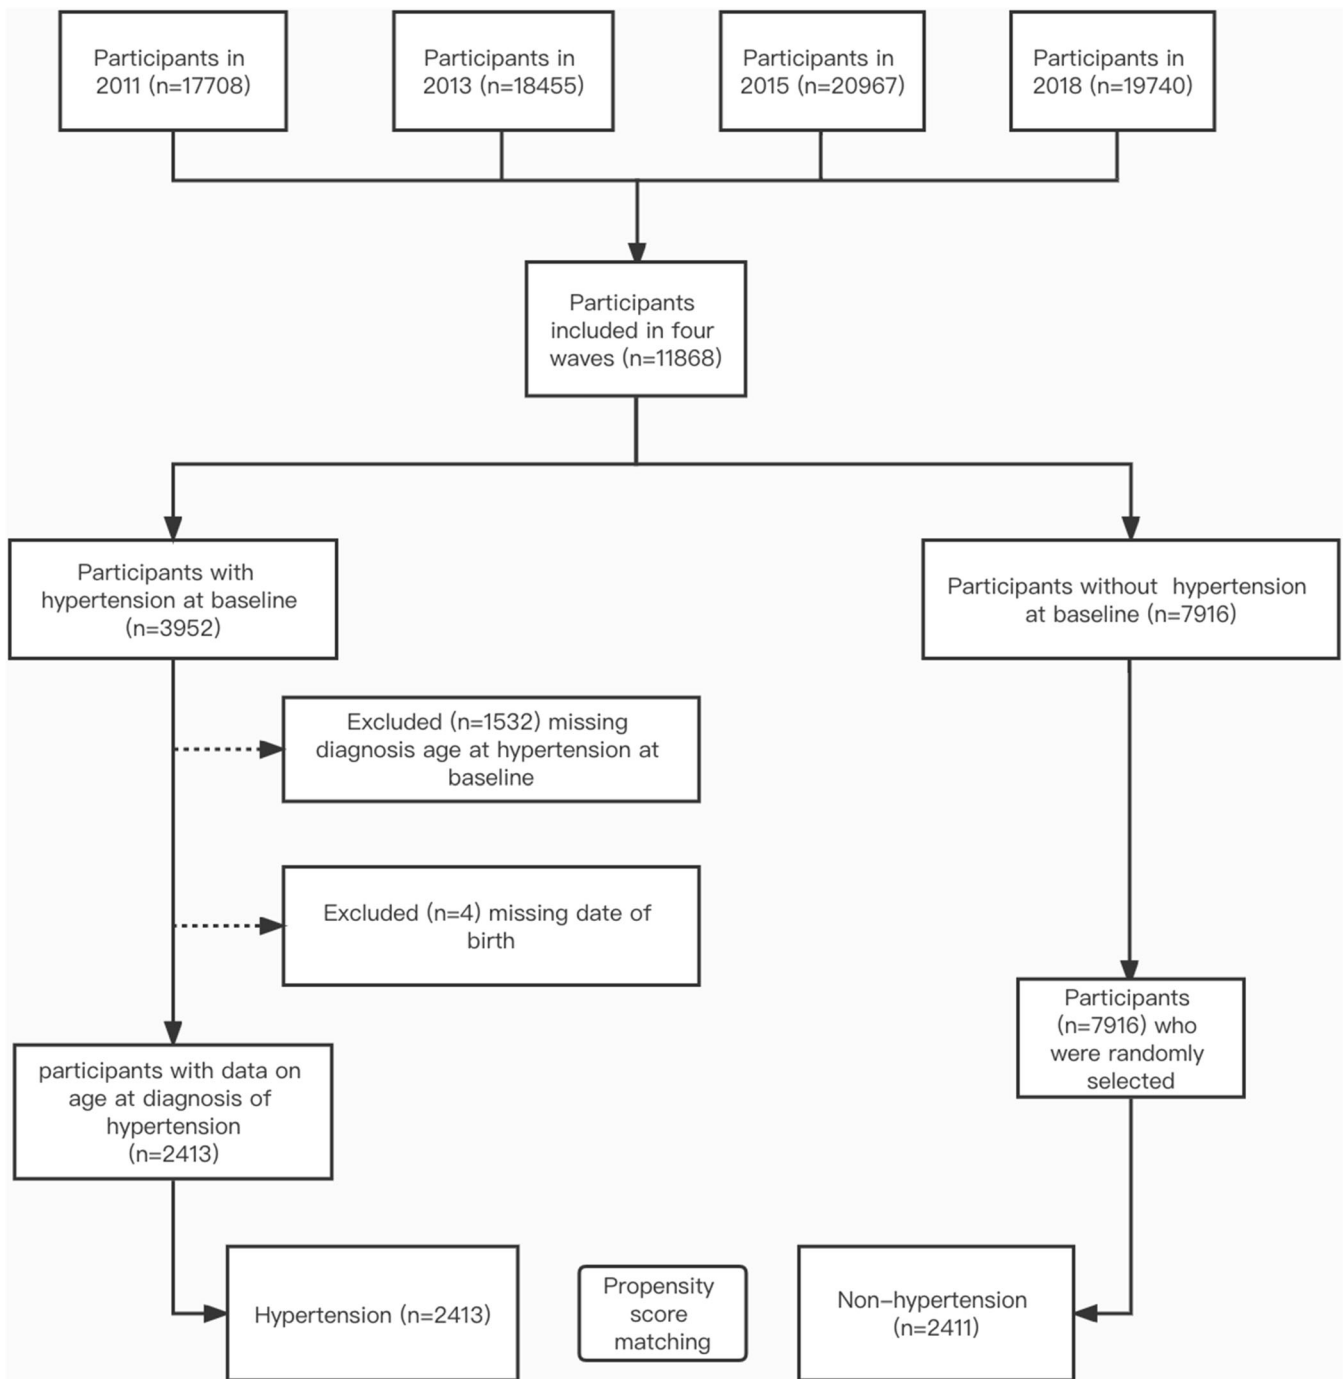 Participants in
2011 (n=17708)
Participants in
2013 (n=18455)
Participants in
2015 (n=20967)
Participants in
2018 (n=19740)
Participants
included in four
waves (n=11868)
Participants with
hypertension at baseline
(n=3952)
Participants without hypertension
at baseline (n=7916)
Excluded (n=1532) missing
diagnosis age at hypertension at
baseline
Excluded (n=4) missing date of
birth
Participants
(n=7916) who
were randomly
selected
participants with data on
age at diagnosis of
hypertension
(n=2413)
Hypertension (n=2413)
Propensity
score
matching
Non–hypertension
(n=2411)